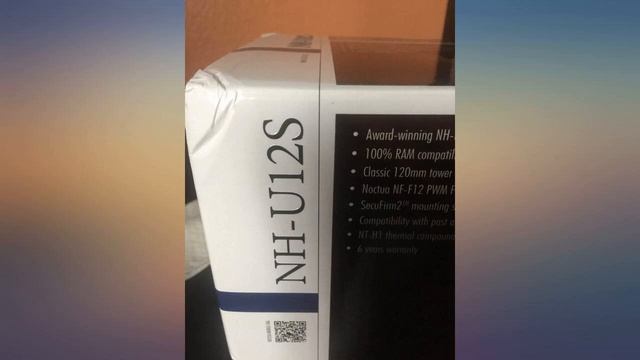 NH-U12S
• Award-winning NH-
• 100% RAM compatil
• Classic 120mm tower
• Noctua NF-F12 PWM F
• SecuFirm2™ mounting s
• Compatibility with past a
• NT-H1 thermal compound
• 6 years warranty